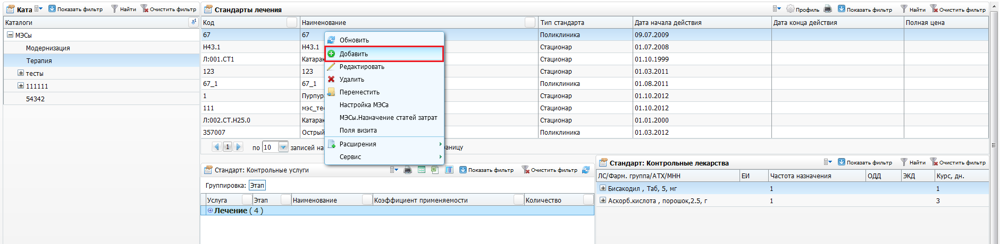 Ката Показать фильтр Найти Очистить фильтр
Каталоги
МЭСы
Модернизация
Терапия
тесты
111111
54342
Стандарты лечения Профиль Показать фильтр Найти Очистить фильтр
Код Наименование Тип стандарта Дата начала действия Дата конца действия Полная цена
67 67 Поликлиника 09.07.2009
H43.1 H43.1 Стационар 01.07.2008
Л:001.СТ1 Катарак Стационар 01.10.1999
123 123 Стационар 01.03.2011
67_1 67_1 Поликлиника 01.08.2011
1 Пурпур Стационар 01.10.2012
111 мэс_тес Стационар 01.10.2012
Л:002.СТ.Н25.0 Катарак Стационар 01.01.2000
357007 Острый Поликлиника 01.03.2012
1 по 10 записей на раницу
Обновить
Добавить
Редактировать
Удалить
Переместить
Настройка МЭСа
МЭСы.Назначение статей затрат
Поля визита
Расширения
Сервис
Стандарт: Контрольные услуги Показать фильтр Очистить фильтр
Группировка: Этап
Услуга Этап Наименование Коэффициент применяемости Количество
Лечение ( 4 )
Стандарт: Контрольные лекарства Показать фильтр Найти Очистить фильтр
ЛС/Фарм. группа/АТХ/МНН ЕИ Частота назначения ОДД ЭКД Курс, дн.
Бисакодил , Таб, 5, мг 1 1
Аскорб.кислота , порошок,2.5, г 1 3